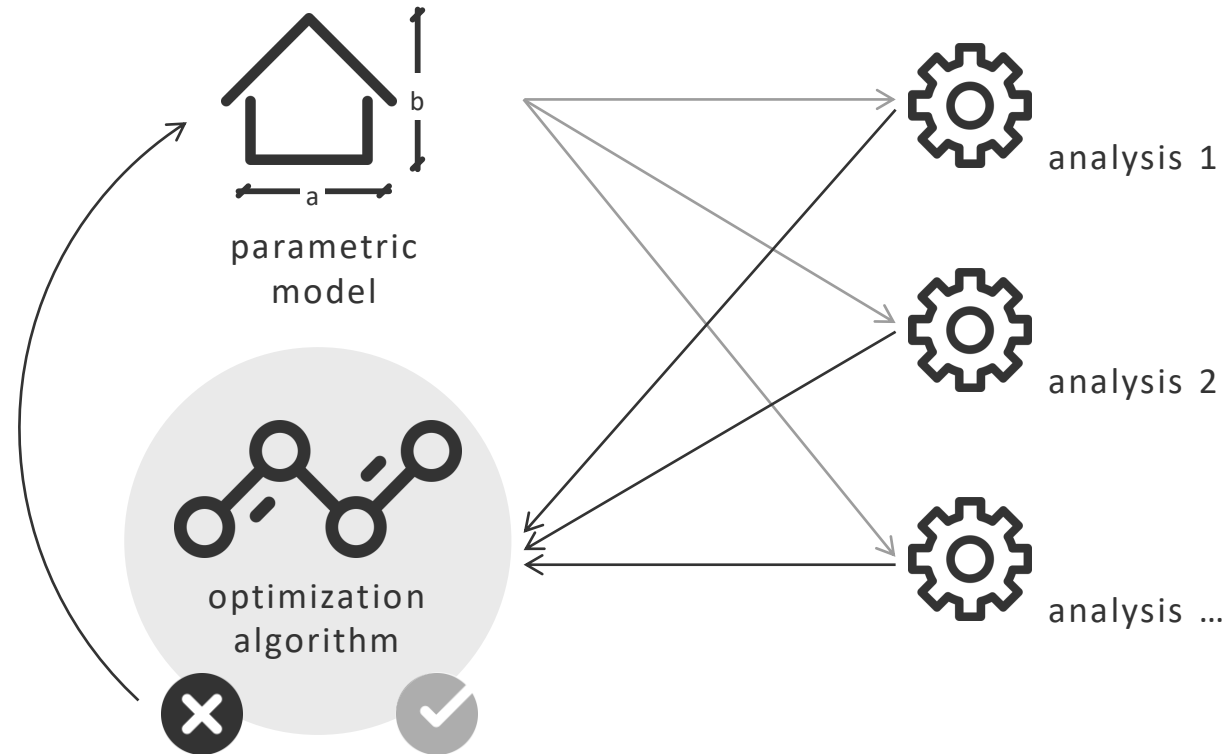 b
a
parametric
model
analysis 1
analysis 2
optimization
algorithm
analysis …